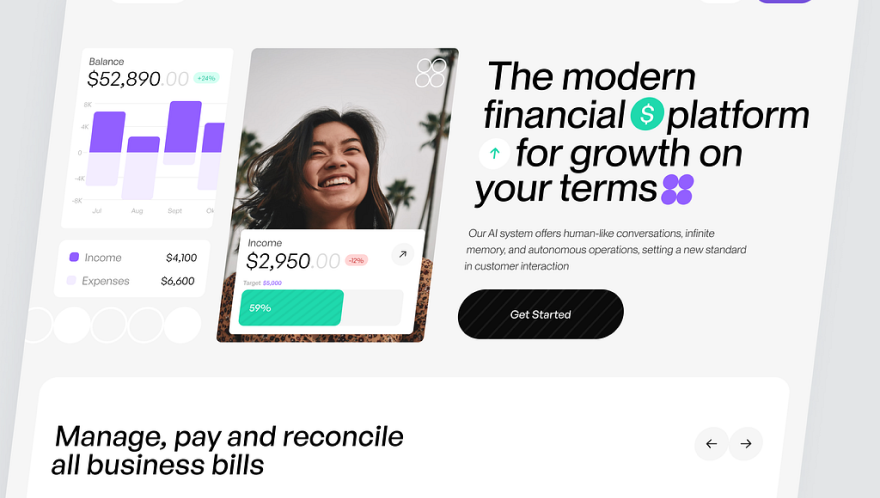 Balance
$52,890.00 +24%
8K
4K
0
-4K
-8K
Jul Aug Sept
Income $4,100
Expenses $6,600
Income
$2,950.00 -12%
Target $5,000
59%
The modern
financial $ platform
for growth on
your terms
Our AI system offers human-like conversations, infinite
memory, and autonomous operations, setting a new standard
in customer interaction
Get Started
Manage, pay and reconcile
all business bills